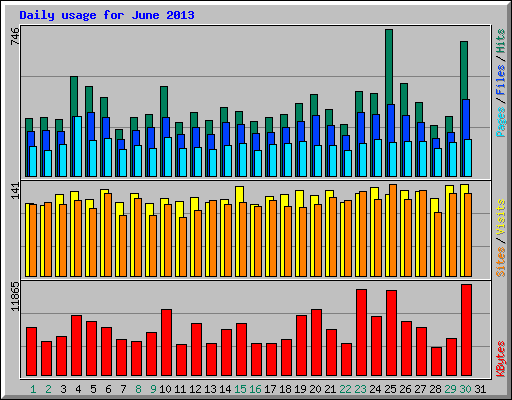 Daily usage for June 2013
746
Pages / Files / Hits
141
Sites / Visits
11865
KBytes
1 2 3 4 5 6 7 8 9 10 11 12 13 14 15 16 17 18 19 20 21 22 23 24 25 26 27 28 29 30 31